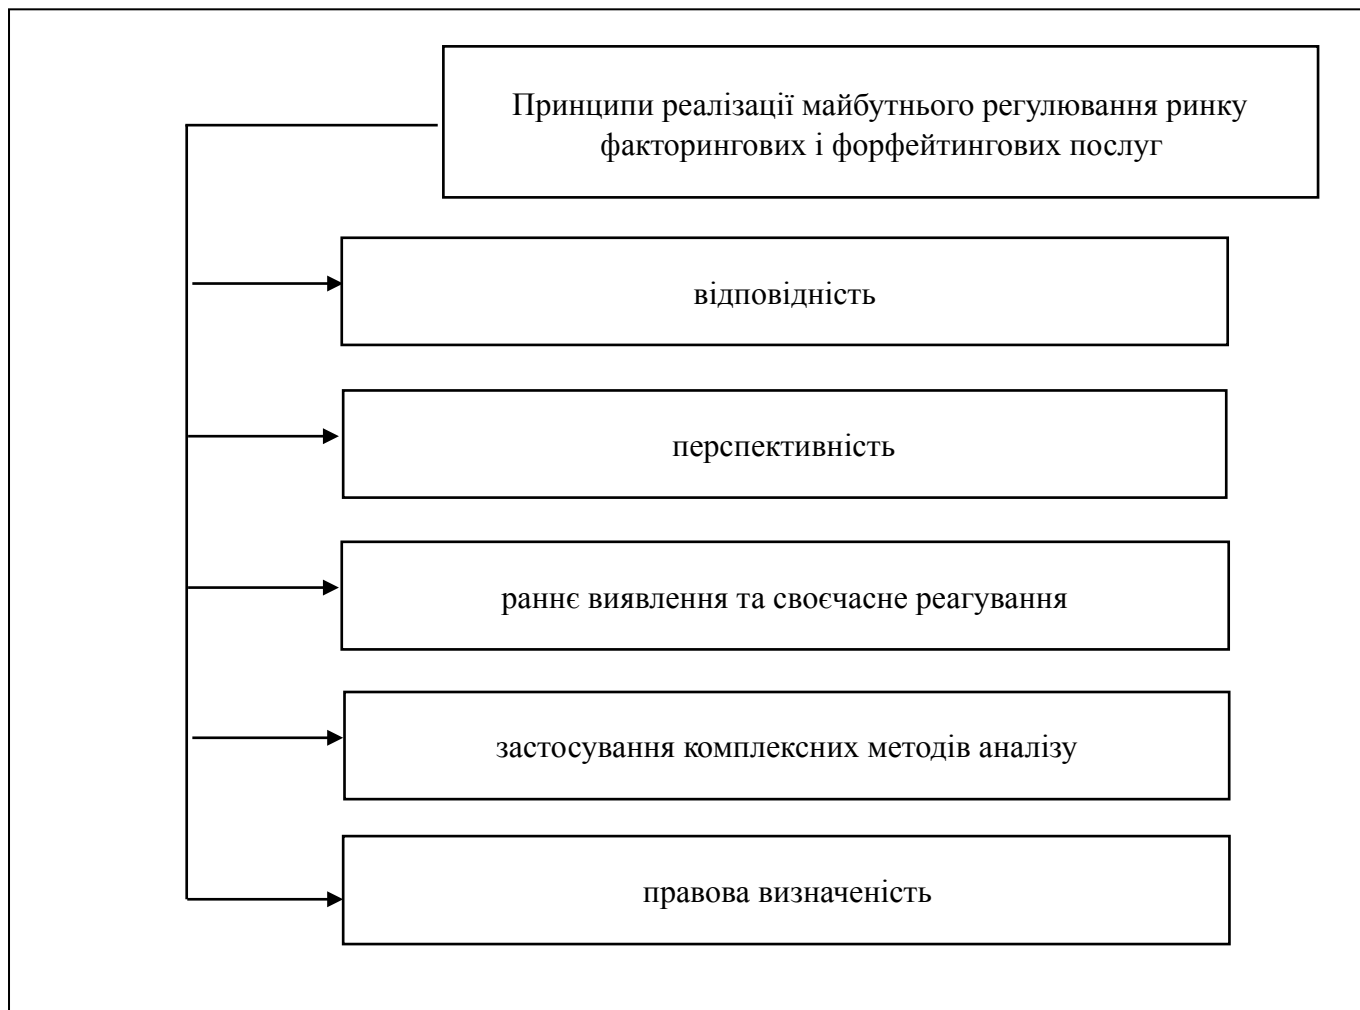 Принципи реалізації майбутнього регулювання ринку
факторингових і форфейтингових послуг
відповідність
перспективність
раннє виявлення та своєчасне реагування
застосування комплексних методів аналізу
правова визначеність